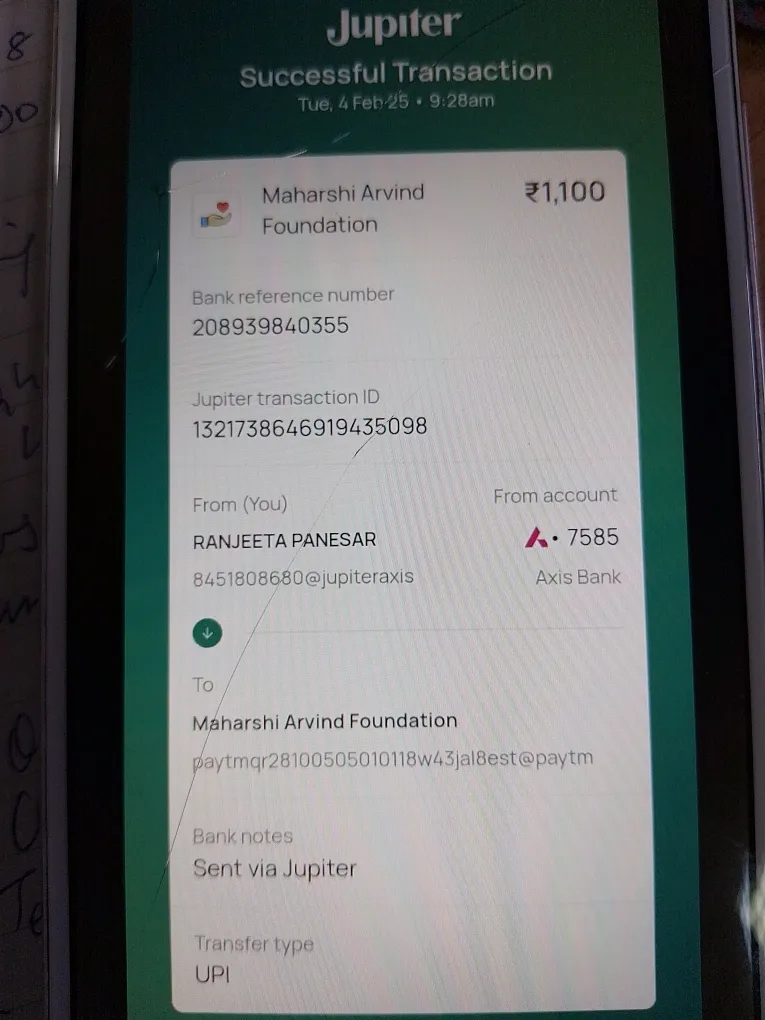 Jupiter
Successful Transaction
Tue, 4 Feb 25 • 9:28am
Maharshi Arvind
Foundation
₹1,100
Bank reference number
208939840355
Jupiter transaction ID
1321738646919435098
From (You)
From account
RANJEETA PANESAR
• 7585
8451808680@jupiteraxis
Axis Bank
To
Maharshi Arvind Foundation
paytmqr28100505010118w43jal8est@paytm
Bank notes
Sent via Jupiter
Transfer type
UPI